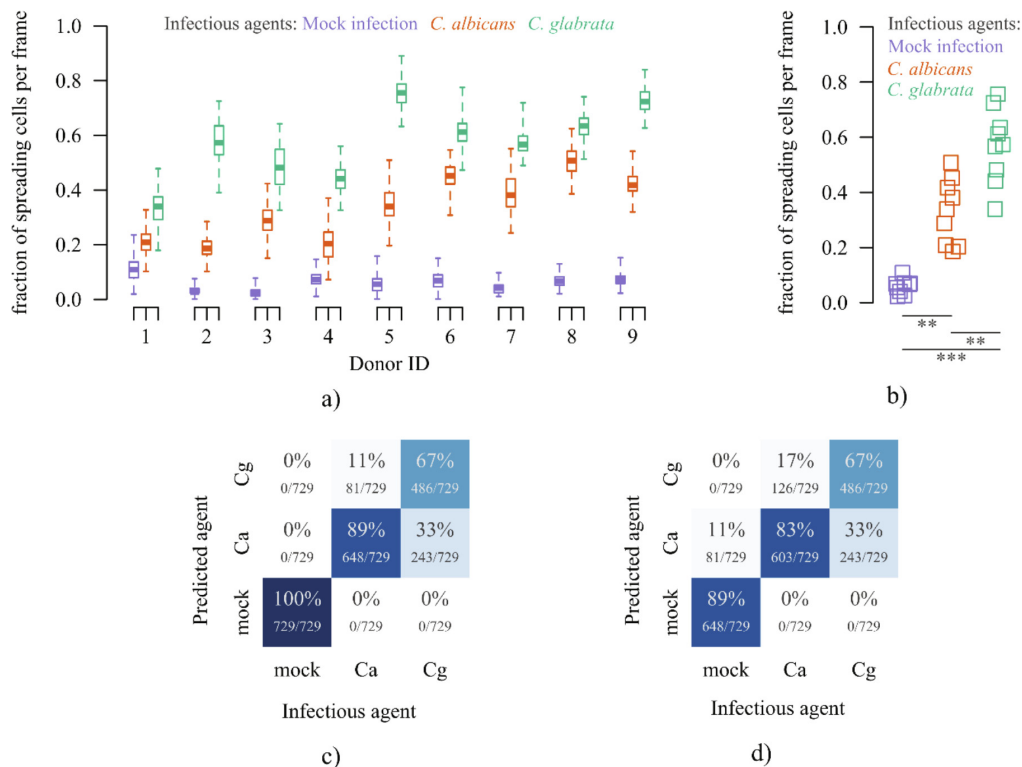 Infectious agents: Mock infection C. albicans C. glabrata
fraction of spreading cells per frame
1.0
0.8
0.6
0.4
0.2
0.0
1 2 3 4 5 6 7 8 9
Donor ID
a)
Infectious agents:
Mock infection
C. albicans
C. glabrata
fraction of spreading cells per frame
1.0
0.8
0.6
0.4
0.2
0.0
**
**
***
b)
Predicted agent
Cg
Ca
mock
0% 11% 67%
0/729 81/729 486/729
0% 89% 33%
0/729 648/729 243/729
100% 0% 0%
729/729 0/729 0/729
mock Ca Cg
Infectious agent
c)
Predicted agent
Cg
Ca
mock
0% 17% 67%
0/729 126/729 486/729
11% 83% 33%
81/729 603/729 243/729
89% 0% 0%
648/729 0/729 0/729
mock Ca Cg
Infectious agent
d)